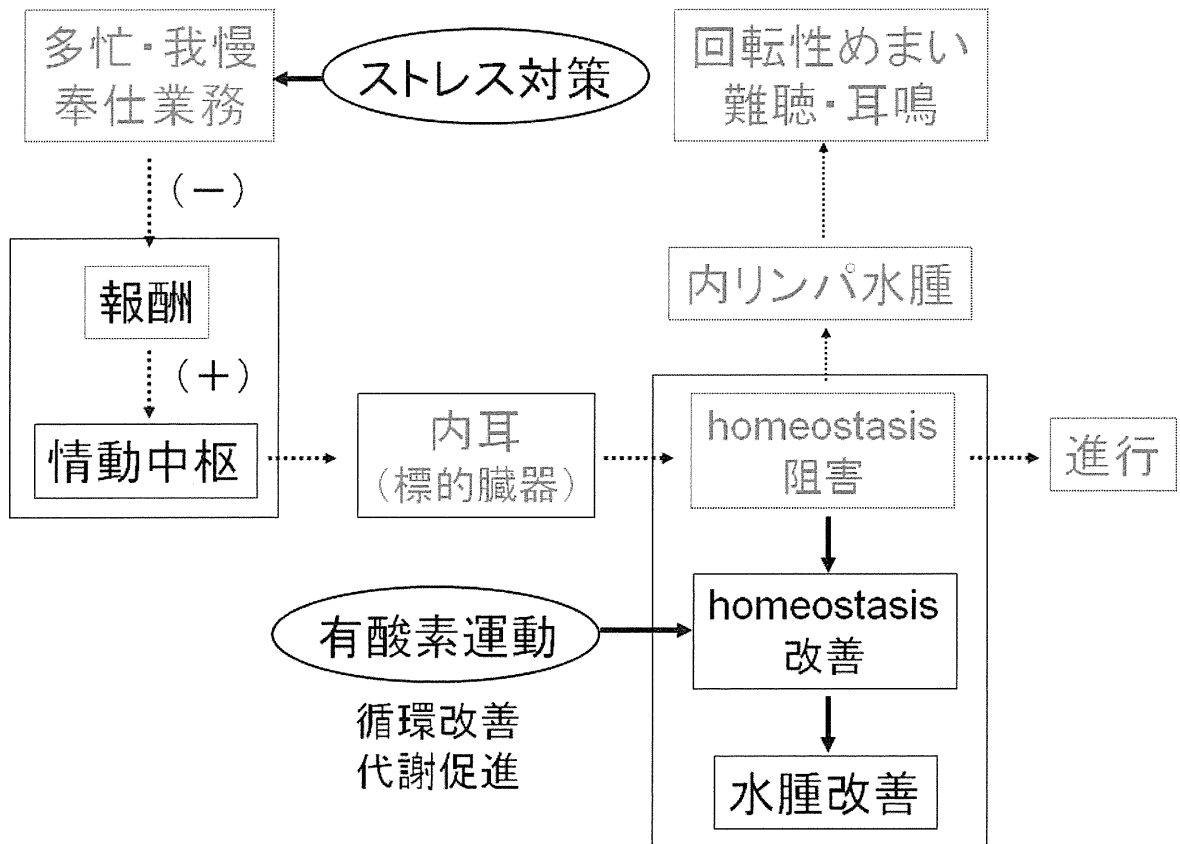 多忙・我慢
奉仕業務
ストレス対策
回転性めまい
難聴・耳鳴
(－)
報酬
(＋)
情動中枢
内耳
(標的臓器)
内リンパ水腫
homeostasis
阻害
進行
有酸素運動
循環改善
代謝促進
homeostasis
改善
水腫改善